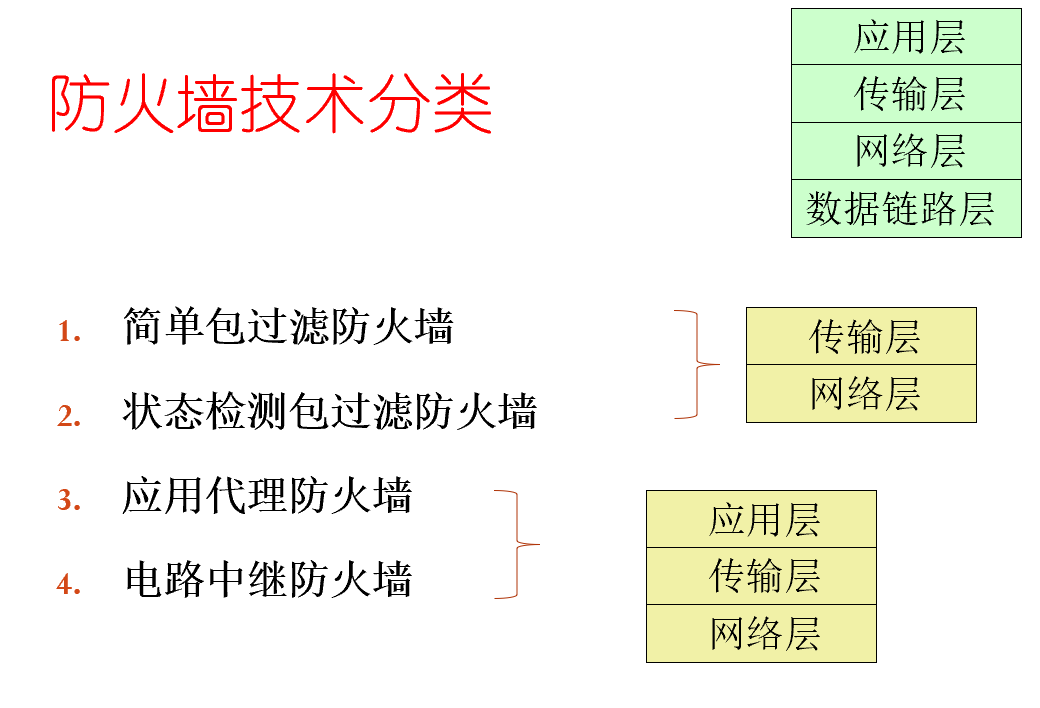 防火墙技术分类
应用层
传输层
网络层
数据链路层
1. 简单包过滤防火墙
2. 状态检测包过滤防火墙
传输层
网络层
3. 应用代理防火墙
4. 电路中继防火墙
应用层
传输层
网络层